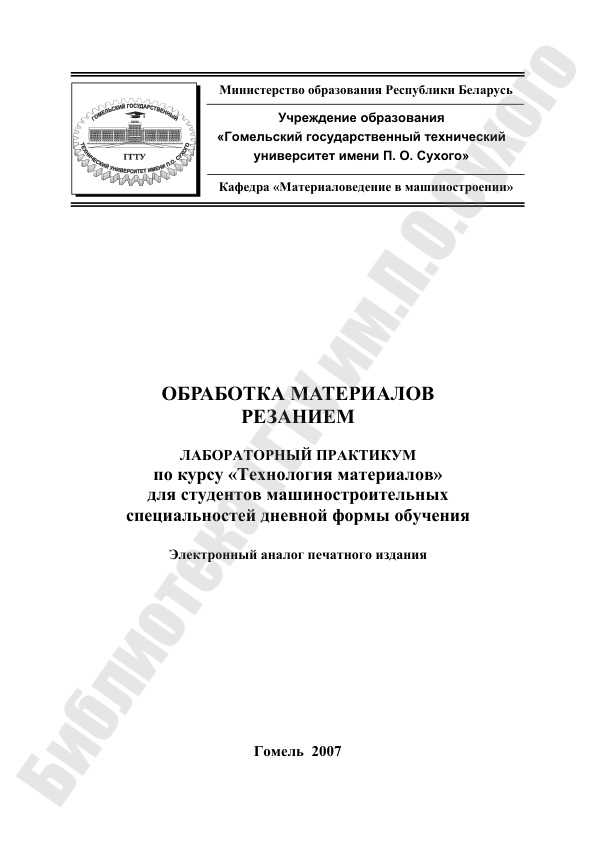 Министерство образования Республики Беларусь
Учреждение образования
«Гомельский государственный технический
университет имени П. О. Сухого»
Кафедра «Материаловедение в машиностроении»
ГОМЕЛЬСКИЙ ГОСУДАРСТВЕННЫЙ
ГГТУ
ТЕХНИЧЕСКИЙ УНИВЕРСИТЕТ ИМЕНИ П.О. СУХОГО
ОБРАБОТКА МАТЕРИАЛОВ
РЕЗАНИЕМ
ЛАБОРАТОРНЫЙ ПРАКТИКУМ
по курсу «Технология материалов»
для студентов машиностроительных
специальностей дневной формы обучения
Электронный аналог печатного издания
Гомель 2007
Библиотека ГГТУ им.П.О.Сухого